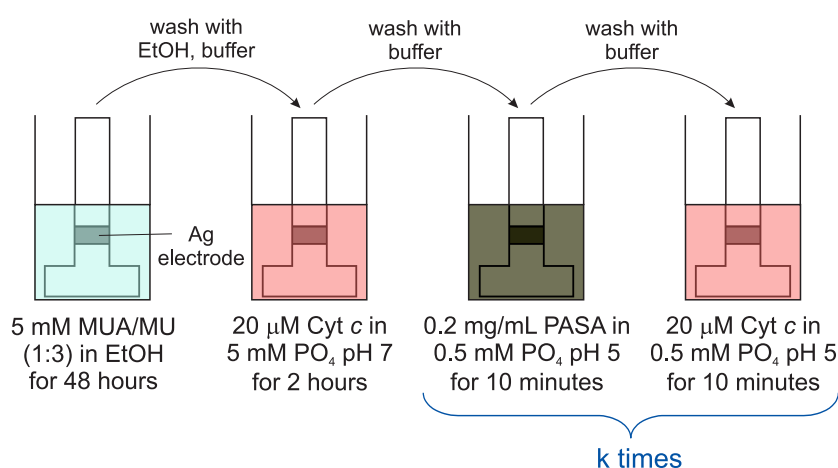 wash with
EtOH, buffer
wash with
buffer
wash with
buffer
Ag
electrode
5 mM MUA/MU
(1:3) in EtOH
for 48 hours
20 μM Cyt c in
5 mM PO₄ pH 7
for 2 hours
0.2 mg/mL PASA in
0.5 mM PO₄ pH 5
for 10 minutes
20 μM Cyt c in
0.5 mM PO₄ pH 5
for 10 minutes
k times